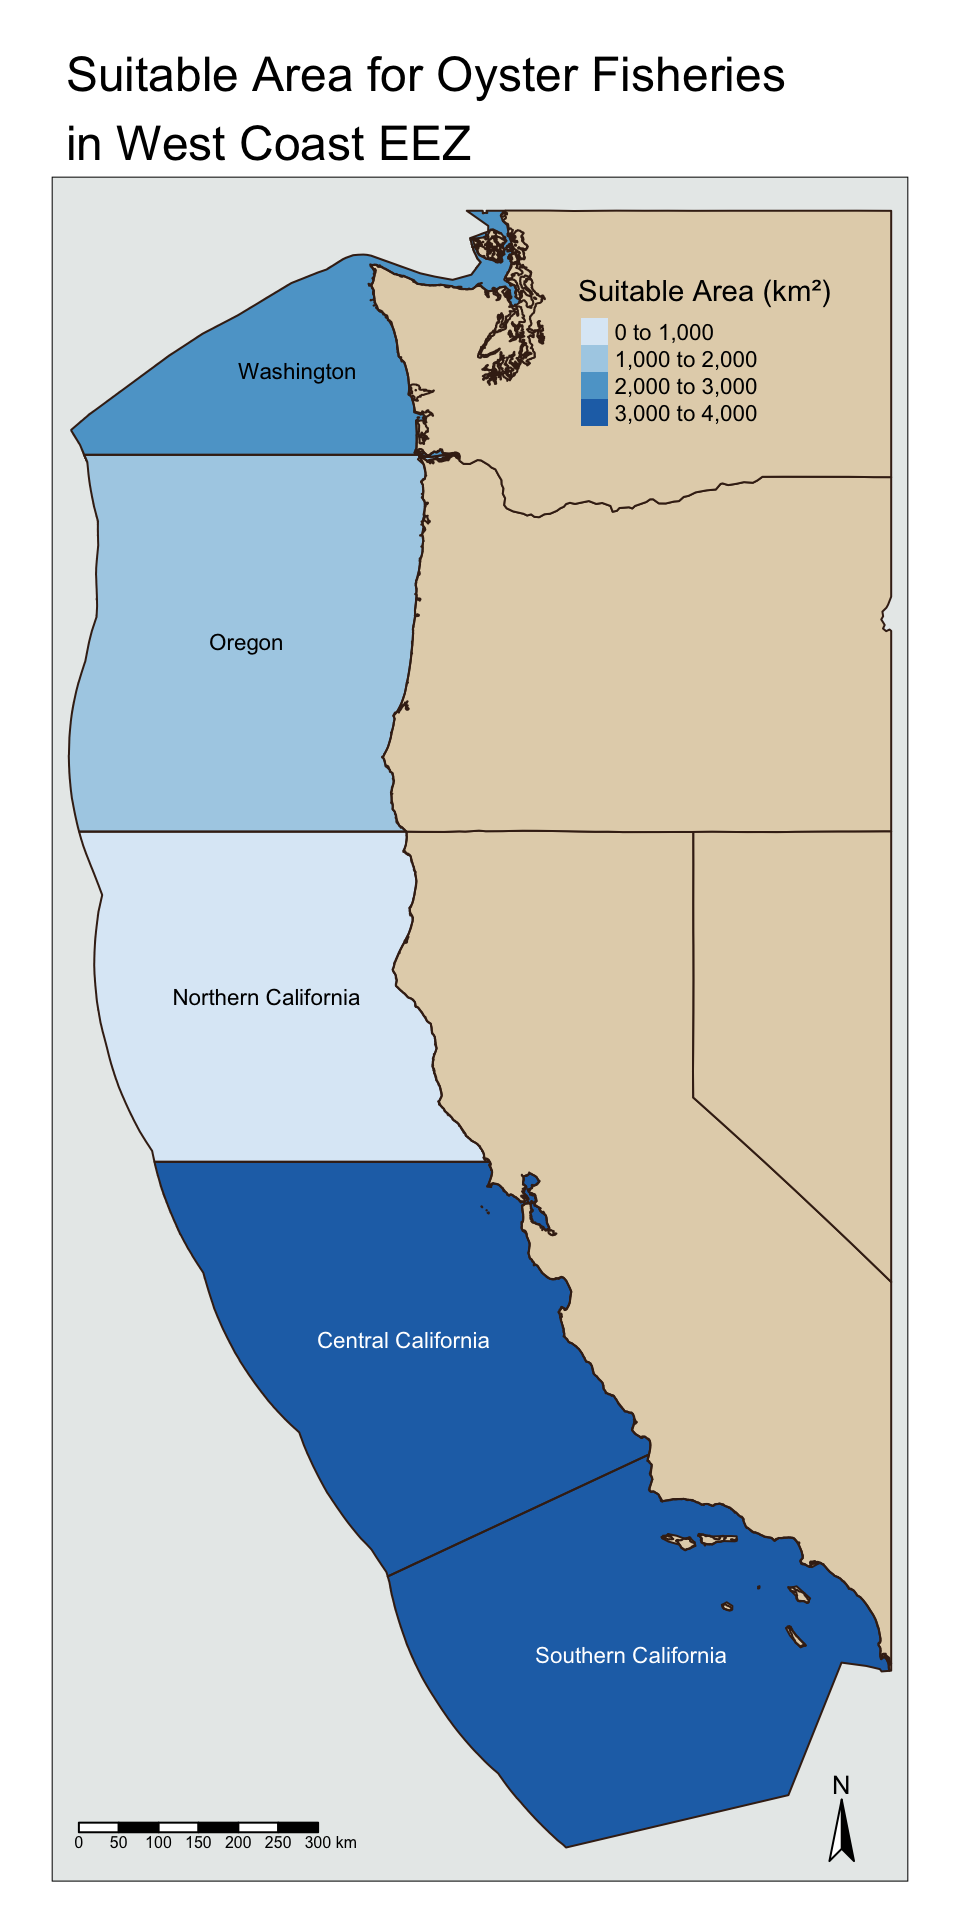 Suitable Area for Oyster Fisheries
in West Coast EEZ
Suitable Area (km²)
0 to 1,000
1,000 to 2,000
2,000 to 3,000
3,000 to 4,000
Washington
Oregon
Northern California
Central California
Southern California
N
0 50 100 150 200 250 300 km